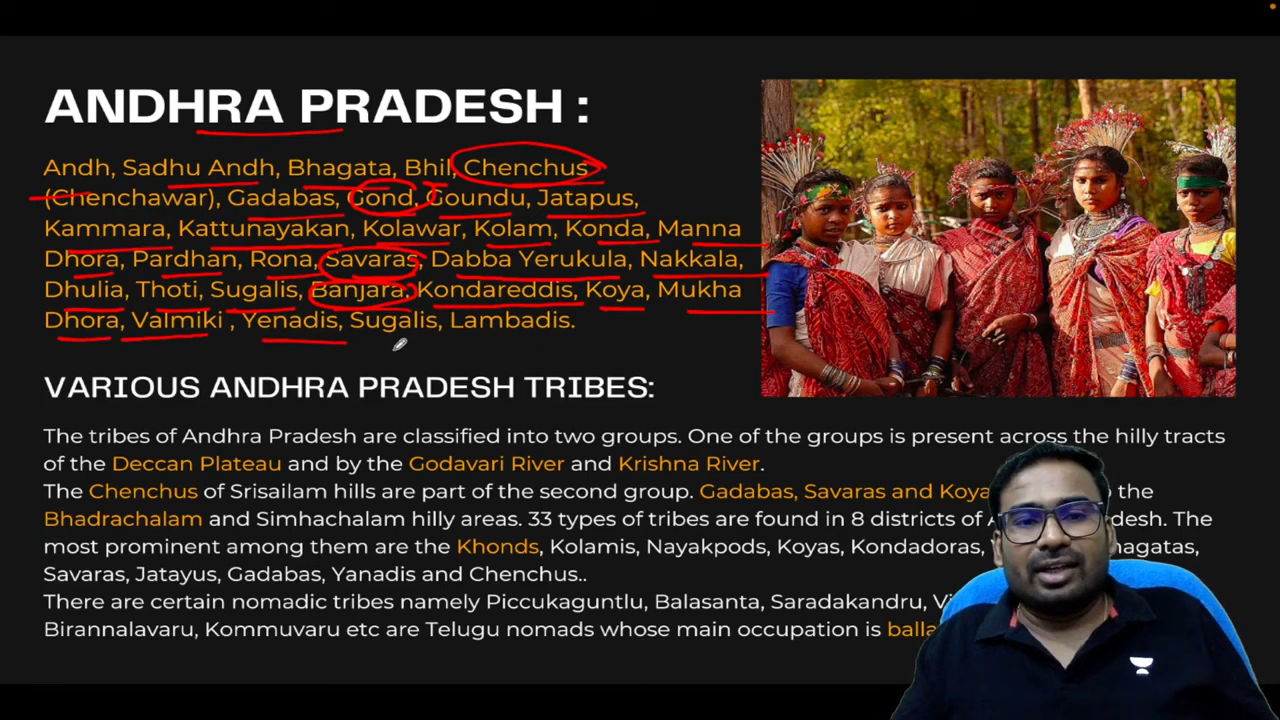 ANDHRA PRADESH :
Andh, Sadhu Andh, Bhagata, Bhil, Chenchus
(Chenchawar), Gadabas, Gond, Goundu, Jatapus,
Kammara, Kattunayakan, Kolawar, Kolam, Konda, Manna
Dhora, Pardhan, Rona, Savaras, Dabba Yerukula, Nakkala,
Dhulia, Thoti, Sugalis, Banjara, Kondareddis, Koya, Mukha
Dhora, Valmiki , Yenadis, Sugalis, Lambadis.
VARIOUS ANDHRA PRADESH TRIBES:
The tribes of Andhra Pradesh are classified into two groups. One of the groups is present across the hilly tracts
of the Deccan Plateau and by the Godavari River and Krishna River.
The Chenchus of Srisailam hills are part of the second group. Gadabas, Savaras and Koya the
Bhadrachalam and Simhachalam hilly areas. 33 types of tribes are found in 8 districts of The
most prominent among them are the Khonds, Kolamis, Nayakpods, Koyas, Kondadoras,
Savaras, Jatayus, Gadabas, Yanadis and Chenchus..
There are certain nomadic tribes namely Piccukaguntlu, Balasanta, Saradakandru,
Birannalavaru, Kommuvaru etc are Telugu nomads whose main occupation is